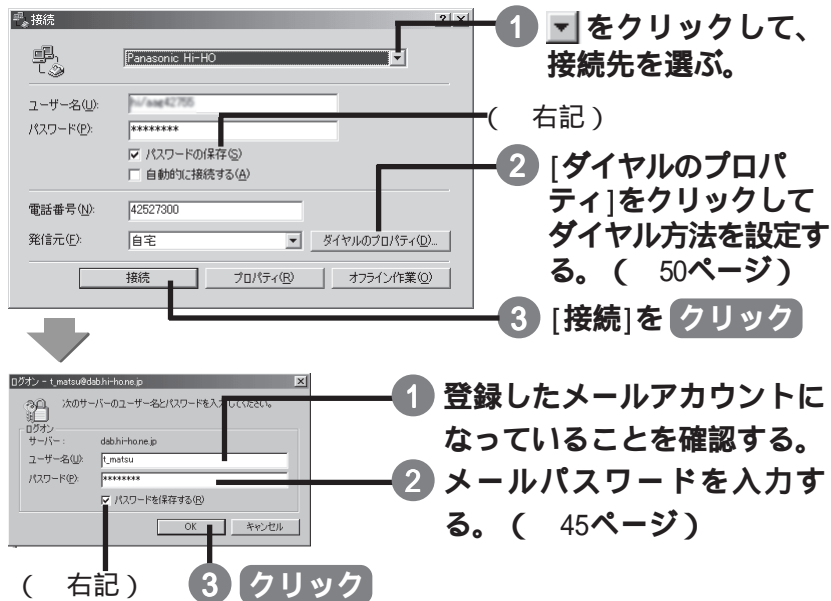 接続
Panasonic Hi-HO
ユーザー名(U):
パスワード(P):
********
パスワードの保存(S)
自動的に接続する(A)
電話番号(N):
42527300
発信元(F):
自宅
ダイヤルのプロパティ(D)...
接続
プロパティ(R)
オフライン作業(O)
1 をクリックして、
接続先を選ぶ。
( 右記)
2 [ダイヤルのプロパ
ティ]をクリックして
ダイヤル方法を設定す
る。( 50ページ)
3 [接続]を クリック
ログオン - t_matsu@dab.hi-ho.ne.jp
次のサーバーのユーザー名とパスワードを入力してください。
ログオン
サーバー: dab.hi-ho.ne.jp
ユーザー名(U): t_matsu
パスワード(P): ********
パスワードを保存する(R)
OK
キャンセル
1 登録したメールアカウントに
なっていることを確認する。
2 メールパスワードを入力す
る。( 45ページ)
( 右記)
3 クリック